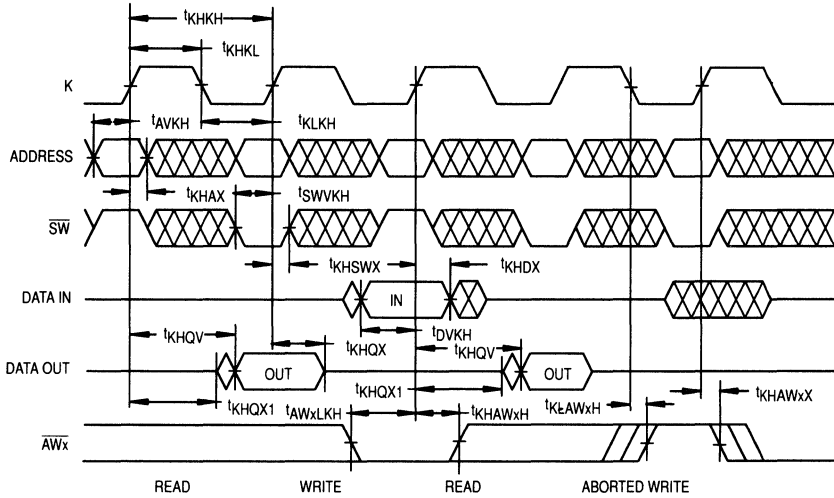 tKHKH
tKHKL
K
tAVKH
tKLKH
ADDRESS
tKHAX
tSWVKH
SW
tKHSWX
tKHDX
DATA IN
IN
tKHQV
tKHQX
tDVKH
tKHQV
DATA OUT
OUT
OUT
tKHQX1
tAWxLKH
tKHQX1
tKHAWxH
tKLAWxH
tKHAWxX
AWx
READ
WRITE
READ
ABORTED WRITE